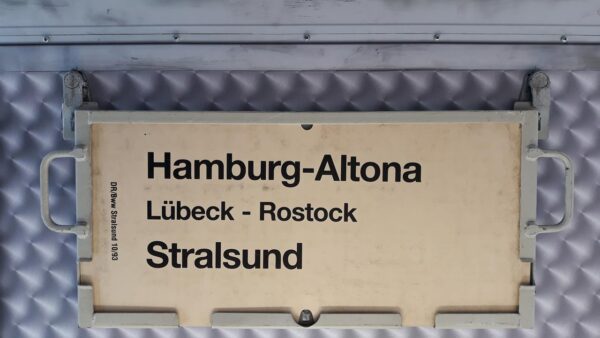 Hamburg-Altona
Lübeck - Rostock
Stralsund
DR/Bww Stralsund 10/93